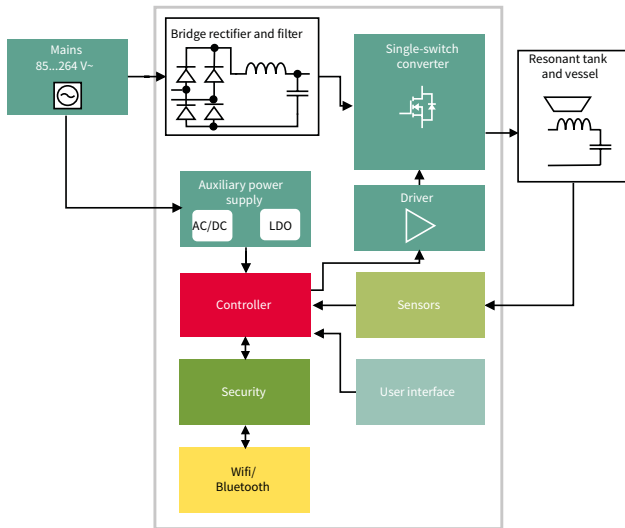 Mains
85...264 V~
Bridge rectifier and filter
Single-switch
converter
Resonant tank
and vessel
Auxiliary power
supply
AC/DC
LDO
Driver
Controller
Sensors
Security
User interface
Wifi/
Bluetooth